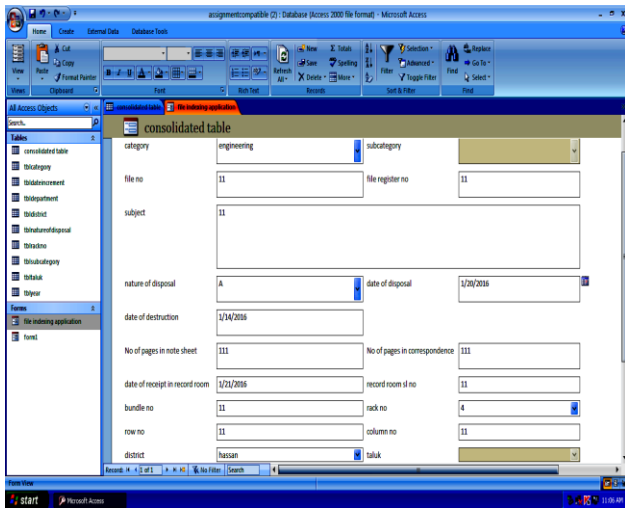 assignmentcompatible (2) : Database (Access 2000 file format) - Microsoft Access
Home Create External Data Database Tools
View
Views
Paste
Cut
Copy
Format Painter
Clipboard
B I U A
Font
Rich Text
Refresh All
New
Save
Delete
Totals
Spelling
More
Records
Filter
Selection
Advanced
Toggle Filter
Sort & Filter
Find
Replace
Go To
Select
Find
All Access Objects
Search..
Tables
consolidated table
tblcategory
tbldateincrement
tbldepartment
tbldistrict
tblnatureofdisposal
tblrackno
tblsubcategory
tbltaluk
tblyear
Forms
file indexing application
form1
consolidated table file indexing application
consolidated table
category engineering subcategory
file no 11 file register no 11
subject 11
nature of disposal A date of disposal 1/20/2016
date of destruction 1/14/2016
No of pages in note sheet 111 No of pages in correspondence 111
date of receipt in record room 1/21/2016 record room sl no 11
bundle no 11 rack no 4
row no 11 column no 11
district hassan taluk
Record: 1 of 1 No Filter Search
Form View
start Microsoft Access 11:06 AM